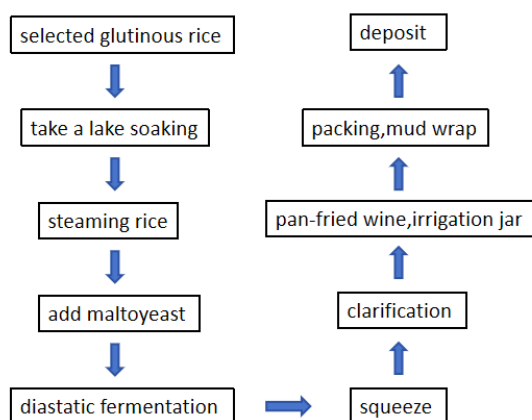 selected glutinous rice
take a lake soaking
steaming rice
add maltoyeast
diastatic fermentation
squeeze
clarification
pan-fried wine,irrigation jar
packing,mud wrap
deposit